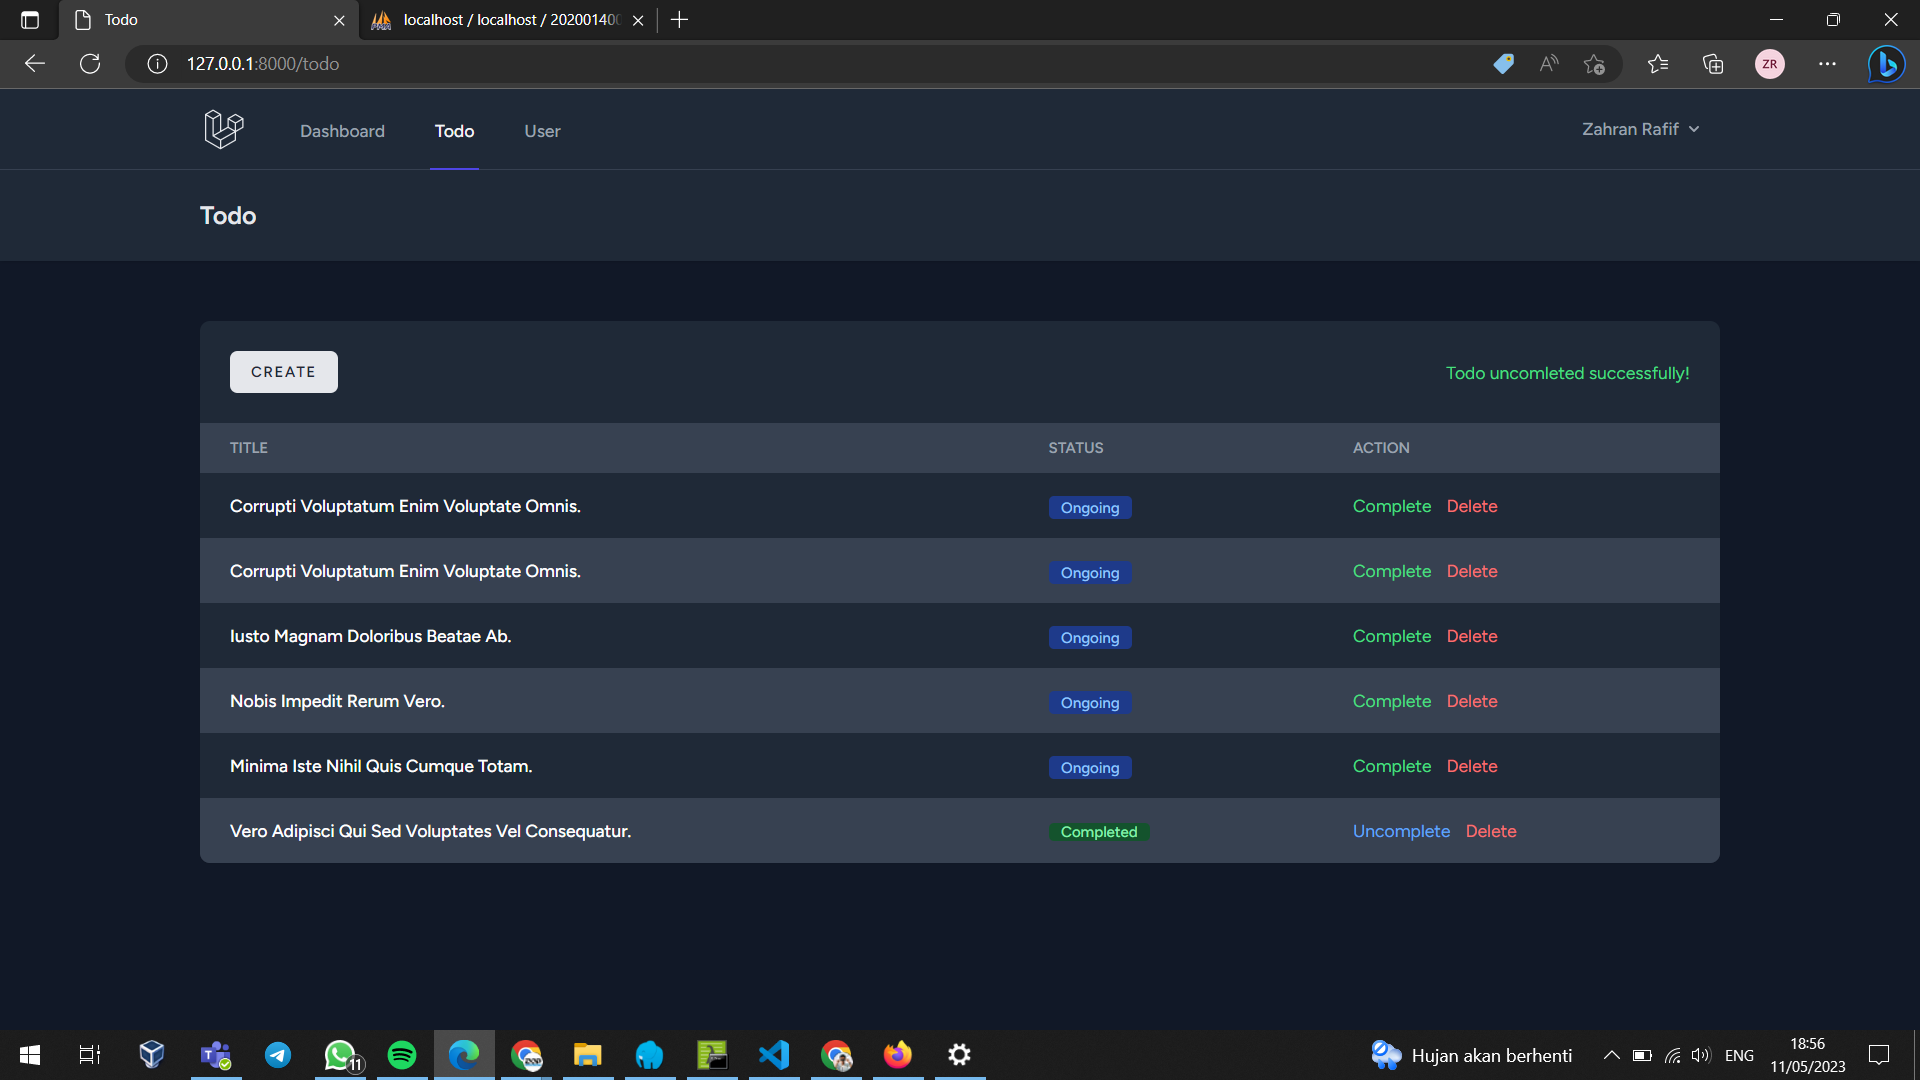 Todo
localhost / localhost / 20200140
127.0.0.1:8000/todo
ZR
Dashboard Todo User
Zahran Rafif
Todo
CREATE
Todo uncomleted successfully!
TITLE STATUS ACTION
Corrupti Voluptatum Enim Voluptate Omnis. Ongoing Complete Delete
Corrupti Voluptatum Enim Voluptate Omnis. Ongoing Complete Delete
Iusto Magnam Doloribus Beatae Ab. Ongoing Complete Delete
Nobis Impedit Rerum Vero. Ongoing Complete Delete
Minima Iste Nihil Quis Cumque Totam. Ongoing Complete Delete
Vero Adipisci Qui Sed Voluptates Vel Consequatur. Completed Uncomplete Delete
11
Hujan akan berhenti
ENG
18:56
11/05/2023